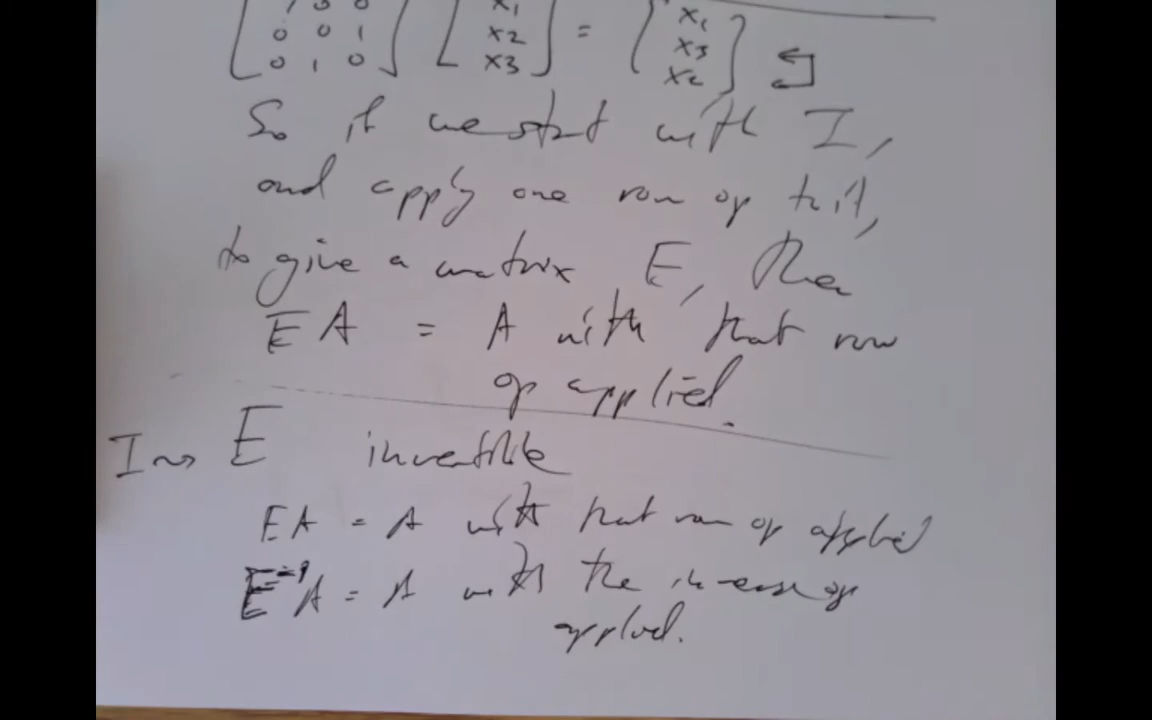 [1 0 0] [x1] = (x1)
0 0 1 x2 x3
0 1 0 x3 x2
So if we start with I,
and apply one row op to it,
to give a matrix E, then
EA = A with that row
op applied.
I ⇝ E invertible
EA = A with that row op applied
E⁻¹A = A with the inverse op
applied.